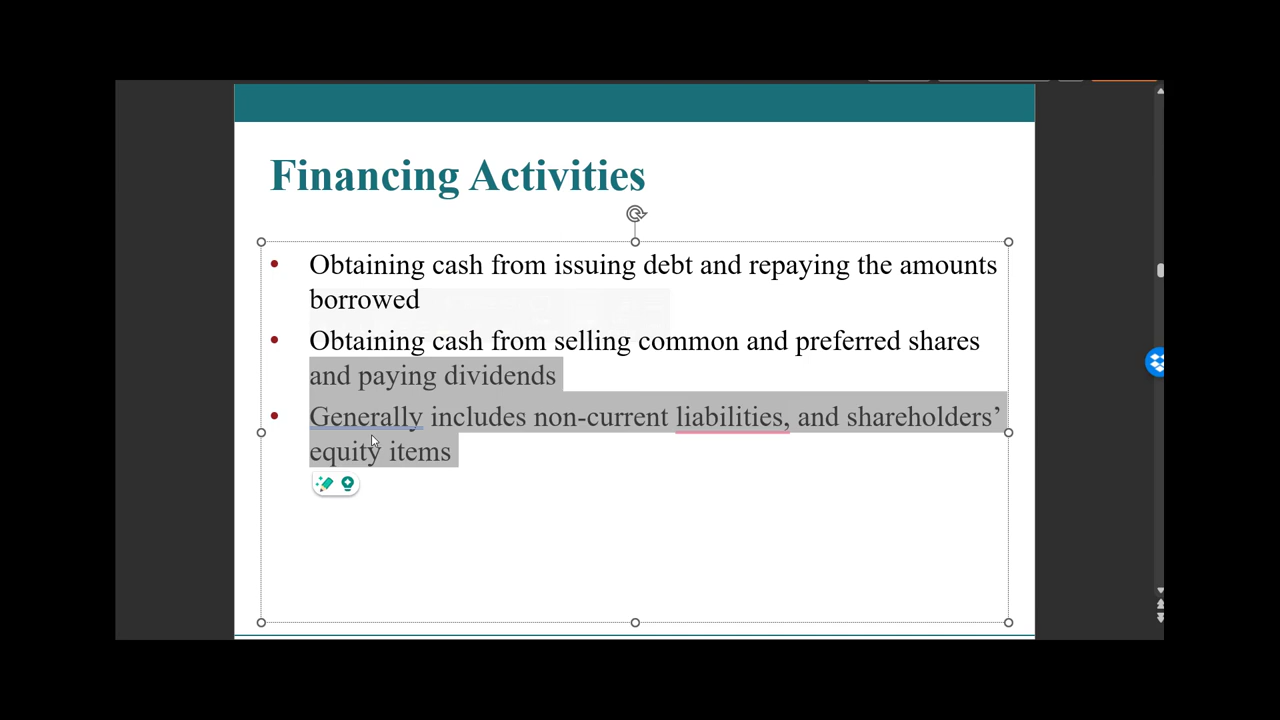 Financing Activities
• Obtaining cash from issuing debt and repaying the amounts
borrowed
• Obtaining cash from selling common and preferred shares
and paying dividends
• Generally includes non-current liabilities, and shareholders’
equity items